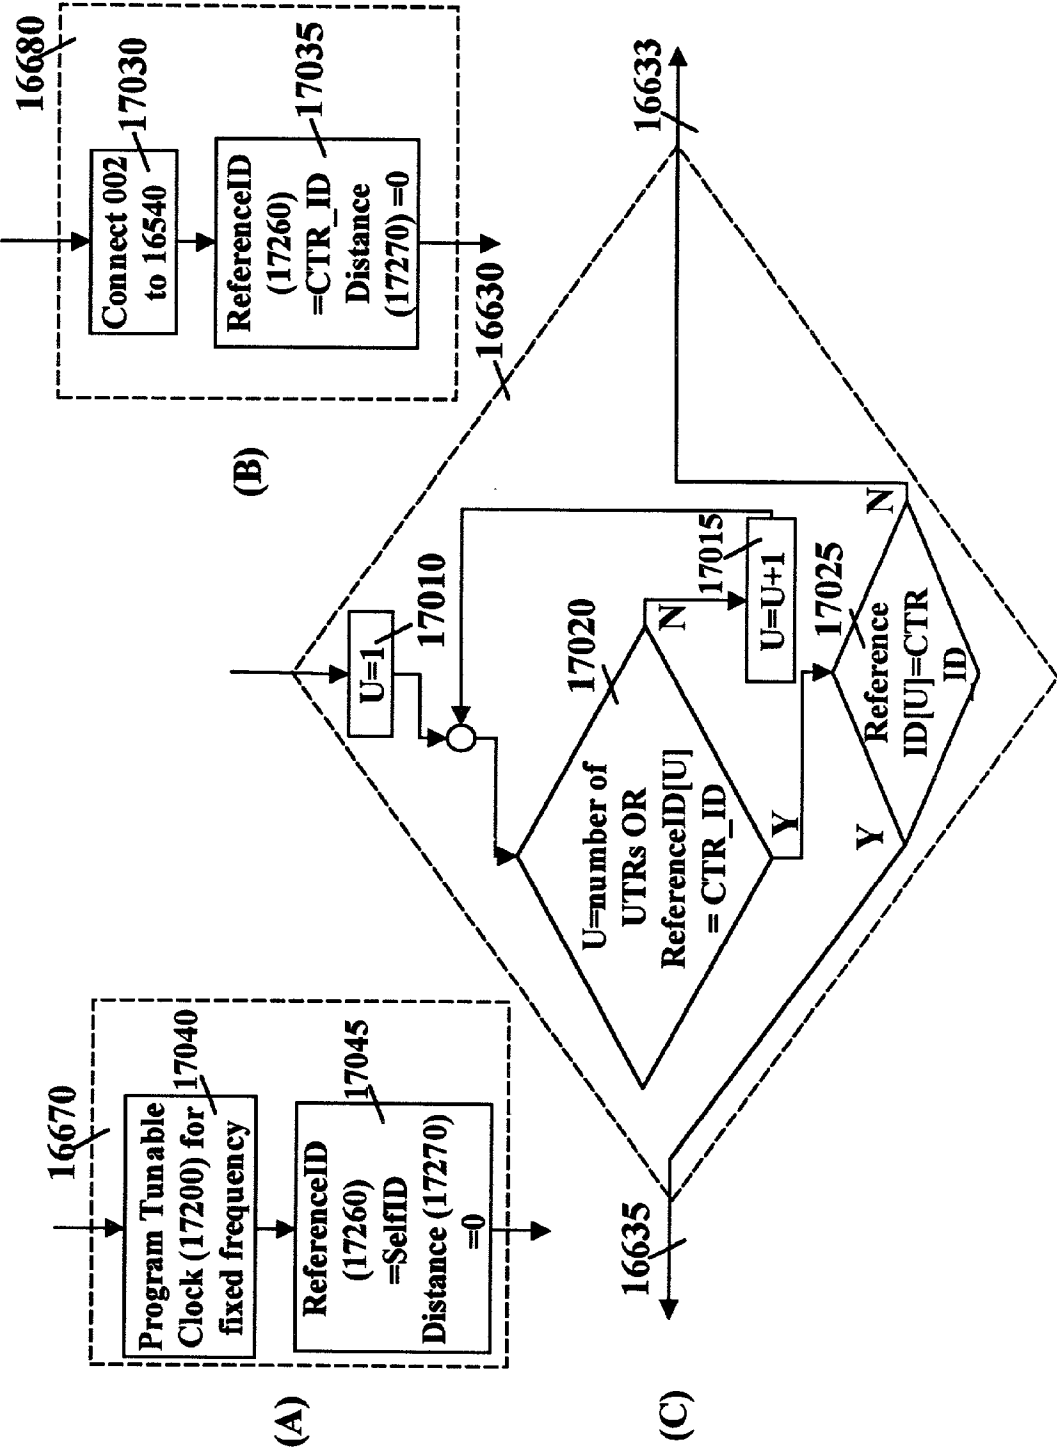 16670
Program Tunable
Clock (17200) for
fixed frequency
17040
ReferenceID
(17260)
=SelfID
Distance (17270)
=0
17045
(A)
16680
Connect 002
to 16540
17030
ReferenceID
(17260)
=CTR_ID
Distance
(17270) =0
17035
(B)
16630
U=1
17010
U=number of
UTRs OR
ReferenceID[U]
= CTR_ID
17020
N
Y
17015
U=U+1
17025
Reference
ID[U]=CTR
ID
Y
N
16635
16633
(C)